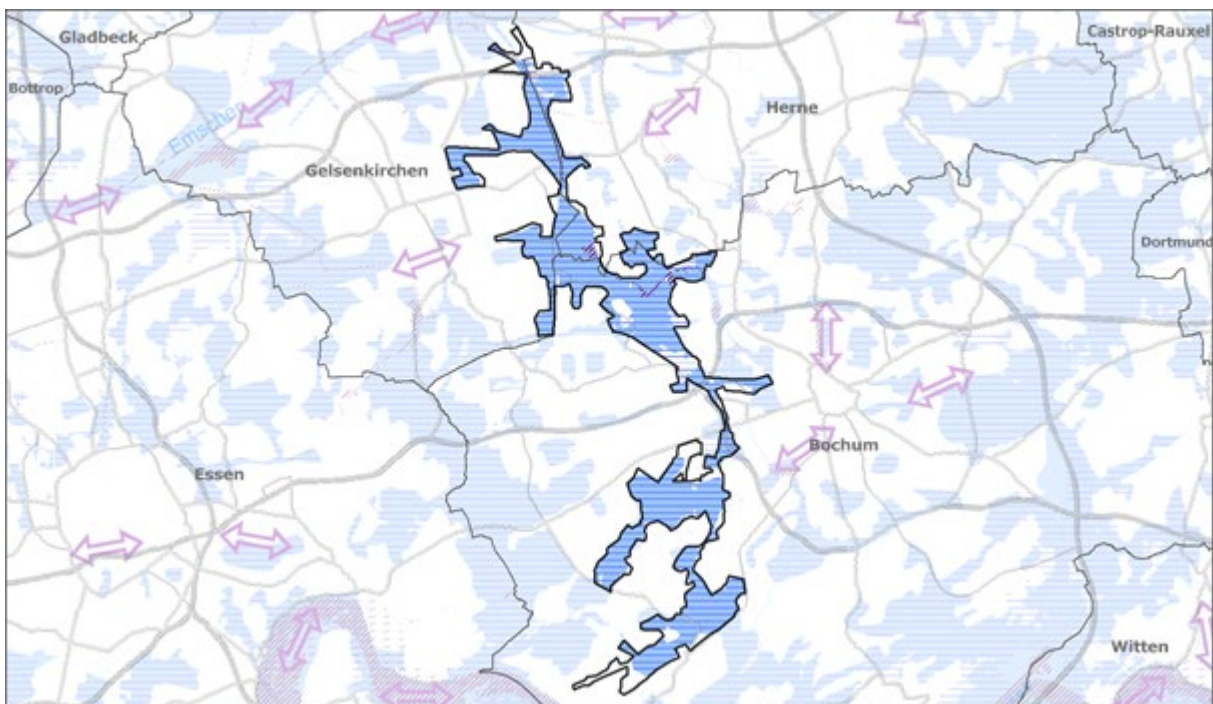 Gladbeck
Castrop-Rauxel
Bottrop
Herne
Emscher
Gelsenkirchen
Dortmund
Bochum
Essen
Witten